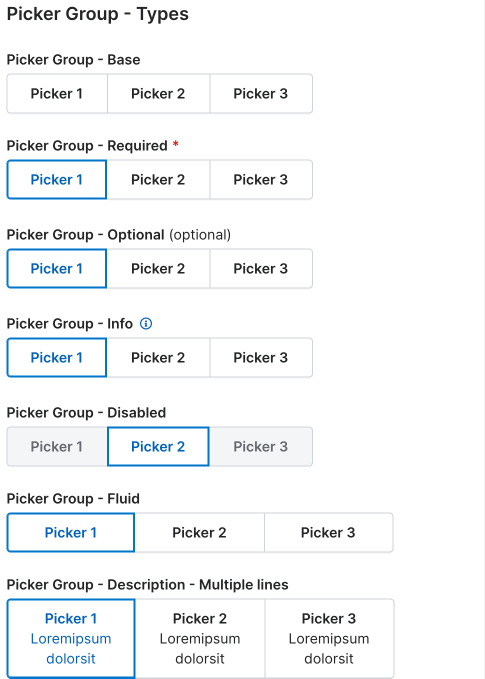 Picker Group - Types
Picker Group - Base
Picker 1 Picker 2 Picker 3
Picker Group - Required *
Picker 1 Picker 2 Picker 3
Picker Group - Optional (optional)
Picker 1 Picker 2 Picker 3
Picker Group - Info
Picker 1 Picker 2 Picker 3
Picker Group - Disabled
Picker 1 Picker 2 Picker 3
Picker Group - Fluid
Picker 1 Picker 2 Picker 3
Picker Group - Description - Multiple lines
Picker 1 Picker 2 Picker 3
Loremipsum Loremipsum Loremipsum
dolorsit dolorsit dolorsit